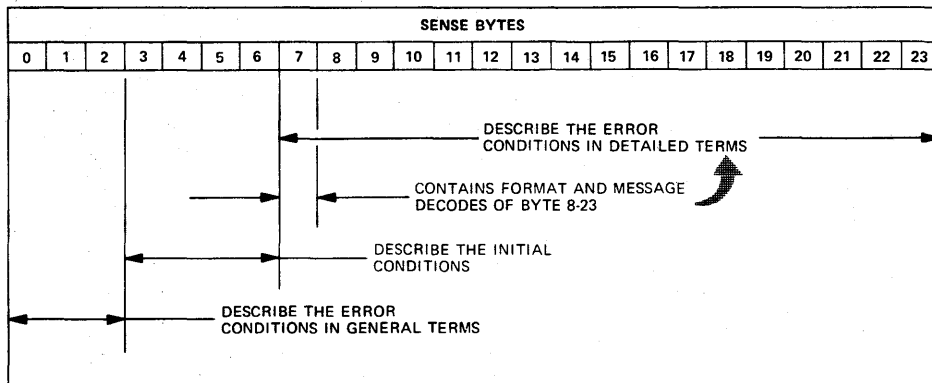 SENSE BYTES
0 1 2 3 4 5 6 7 8 9 10 11 12 13 14 15 16 17 18 19 20 21 22 23
DESCRIBE THE ERROR
CONDITIONS IN DETAILED TERMS
CONTAINS FORMAT AND MESSAGE
DECODES OF BYTE 8-23
DESCRIBE THE INITIAL
CONDITIONS
DESCRIBE THE ERROR
CONDITIONS IN GENERAL TERMS